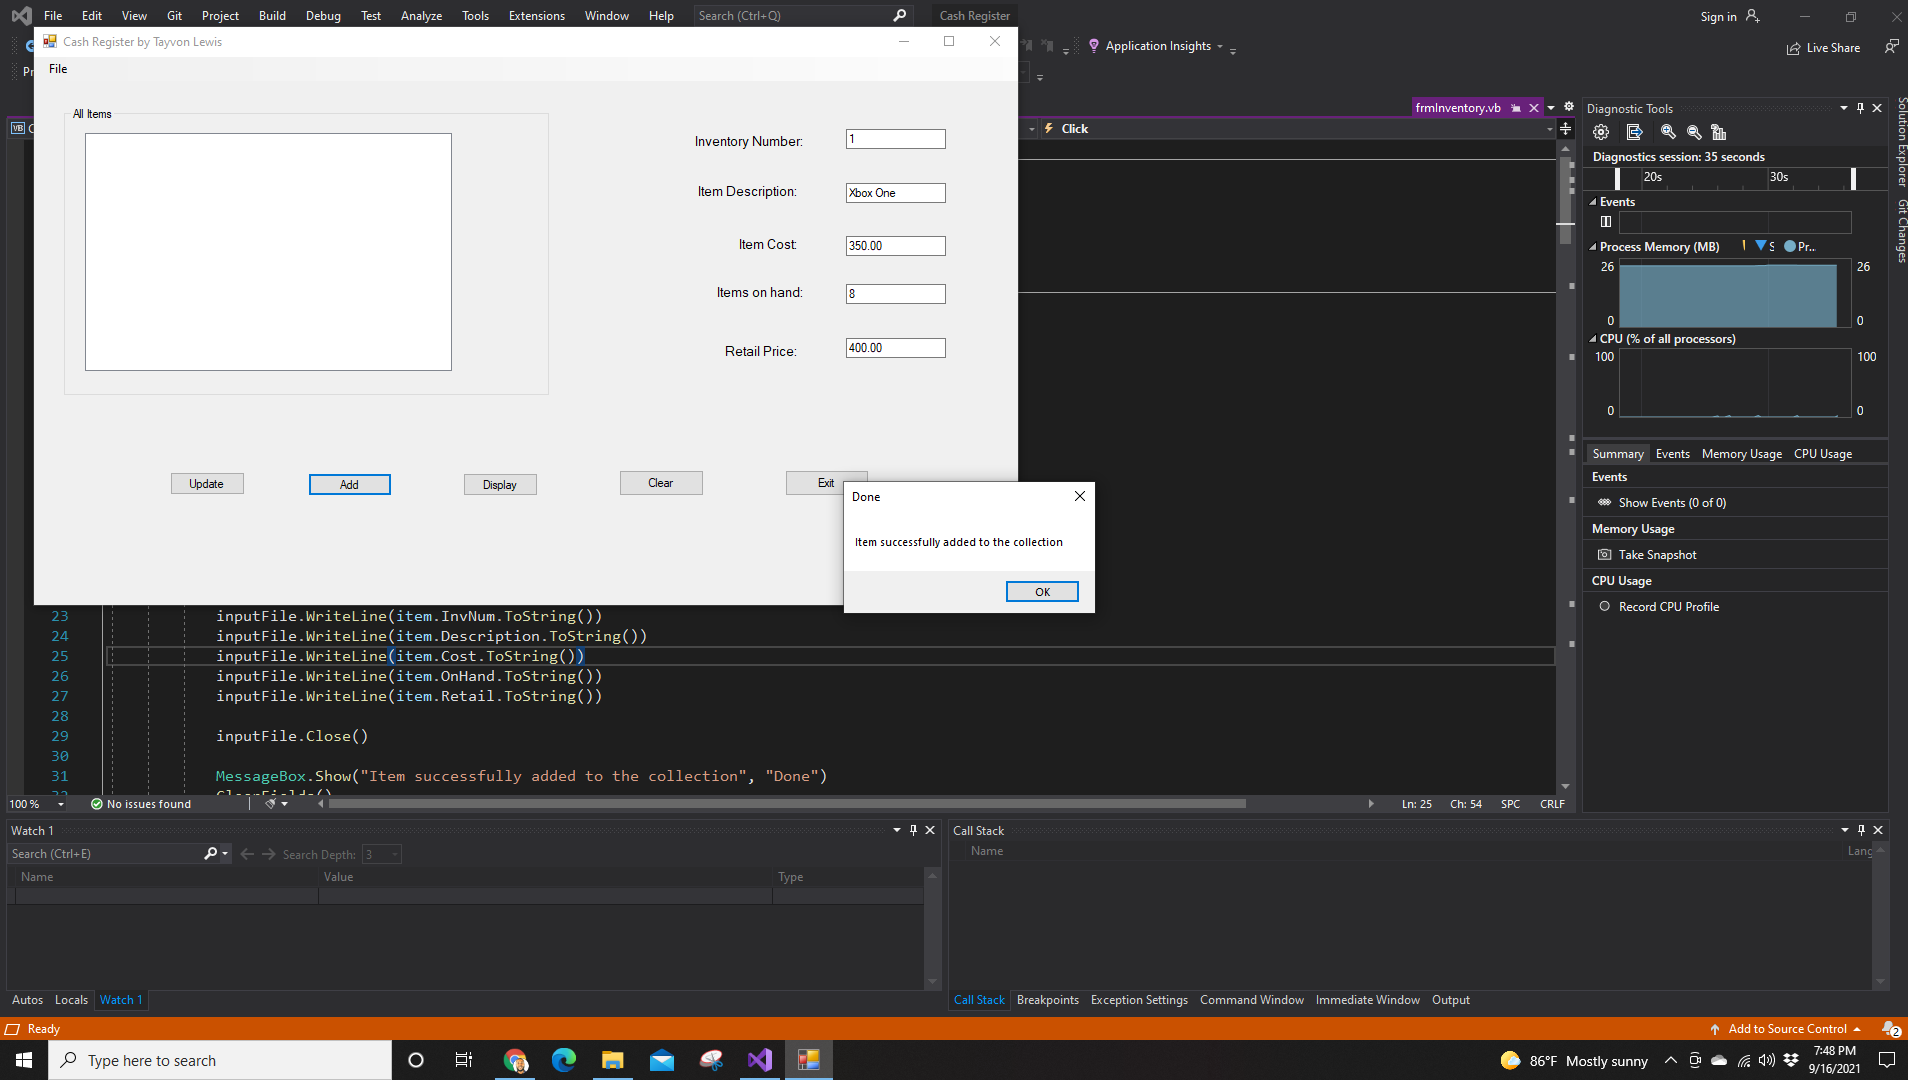 File Edit View Git Project Build Debug Test Analyze Tools Extensions Window Help Search (Ctrl+Q) Cash Register Sign in
Cash Register by Tayvon Lewis
Application Insights Live Share
File
Pr
All Items
Inventory Number: 1
Item Description: Xbox One
Item Cost: 350.00
Items on hand: 8
Retail Price: 400.00
Update Add Display Clear Exit
Done
Item successfully added to the collection
OK
VB C
frmInventory.vb
Click
23 inputFile.WriteLine(item.InvNum.ToString())
24 inputFile.WriteLine(item.Description.ToString())
25 inputFile.WriteLine(item.Cost.ToString())
26 inputFile.WriteLine(item.OnHand.ToString())
27 inputFile.WriteLine(item.Retail.ToString())
28
29 inputFile.Close()
30
31 MessageBox.Show("Item successfully added to the collection", "Done")
32 ClearFields()
100 % No issues found Ln: 25 Ch: 54 SPC CRLF
Diagnostic Tools
Diagnostics session: 35 seconds
20s 30s
Events
Process Memory (MB) S Pr...
26 26
0 0
CPU (% of all processors)
100 100
0 0
Summary Events Memory Usage CPU Usage
Events
Show Events (0 of 0)
Memory Usage
Take Snapshot
CPU Usage
Record CPU Profile
Solution Explorer
Git Changes
Watch 1
Search (Ctrl+E) Search Depth: 3
Name Value Type
Autos Locals Watch 1
Call Stack
Name Lang
Call Stack Breakpoints Exception Settings Command Window Immediate Window Output
Ready Add to Source Control 2
Type here to search
86°F Mostly sunny
7:48 PM
9/16/2021